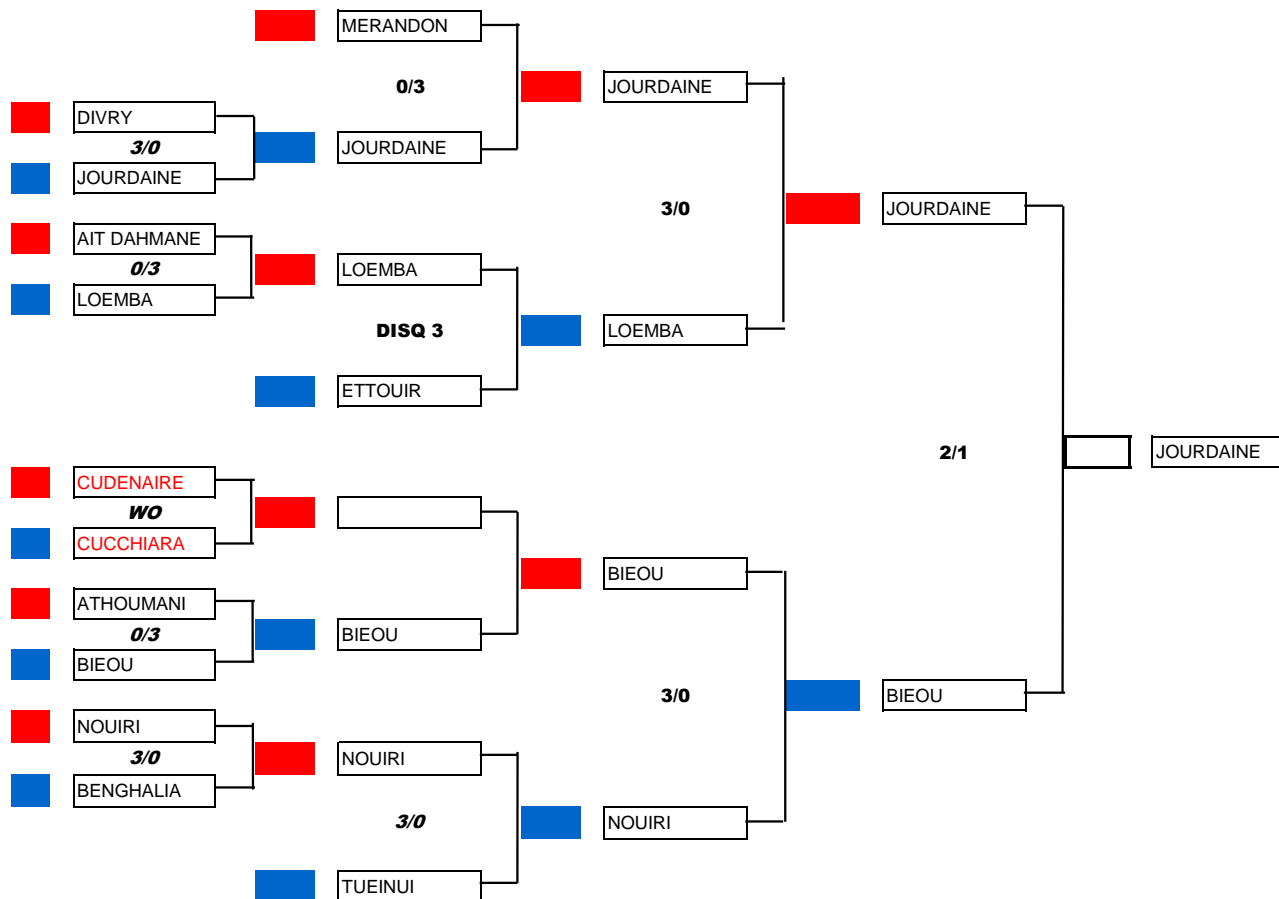 MERANDON
0/3
JOURDAINE
DIVRY
3/0
JOURDAINE
JOURDAINE
3/0
JOURDAINE
AIT DAHMANE
0/3
LOEMBA
LOEMBA
DISQ 3
LOEMBA
ETTOUIR
2/1
JOURDAINE
CUDENAIRE
WO
CUCCHIARA
BIEOU
ATHOUMANI
0/3
BIEOU
BIEOU
3/0
BIEOU
NOUIRI
3/0
NOUIRI
BENGHALIA
3/0
NOUIRI
TUEINUI